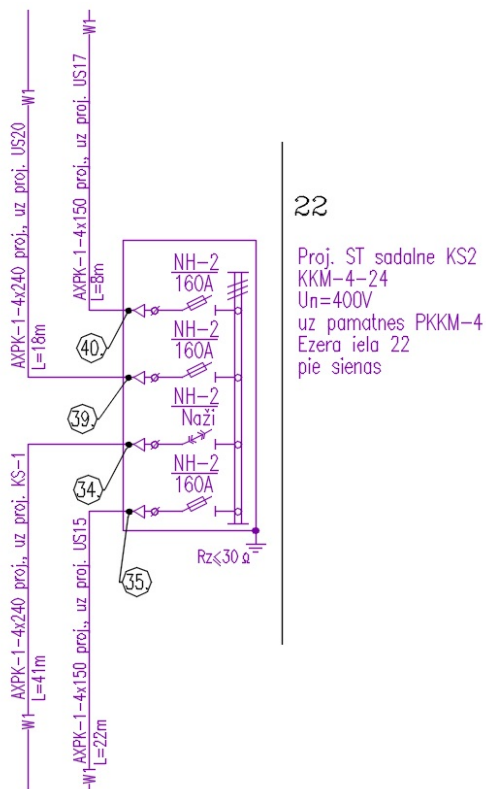 W1
AXPK-1-4x240 proj., uz proj. US20
L=18m
W1
AXPK-1-4x150 proj., uz proj. US17
L=8m
NH-2
160A
40.
NH-2
160A
39.
NH-2
Naži
34.
NH-2
160A
35.
Rz≤30 Ω
W1
AXPK-1-4x240 proj., uz proj. KS-1
L=41m
W1
AXPK-1-4x150 proj., uz proj. US15
L=22m
22
Proj. ST sadalne KS2
KKM-4-24
Un=400V
uz pamatnes PKKM-4
Ezera iela 22
pie sienas